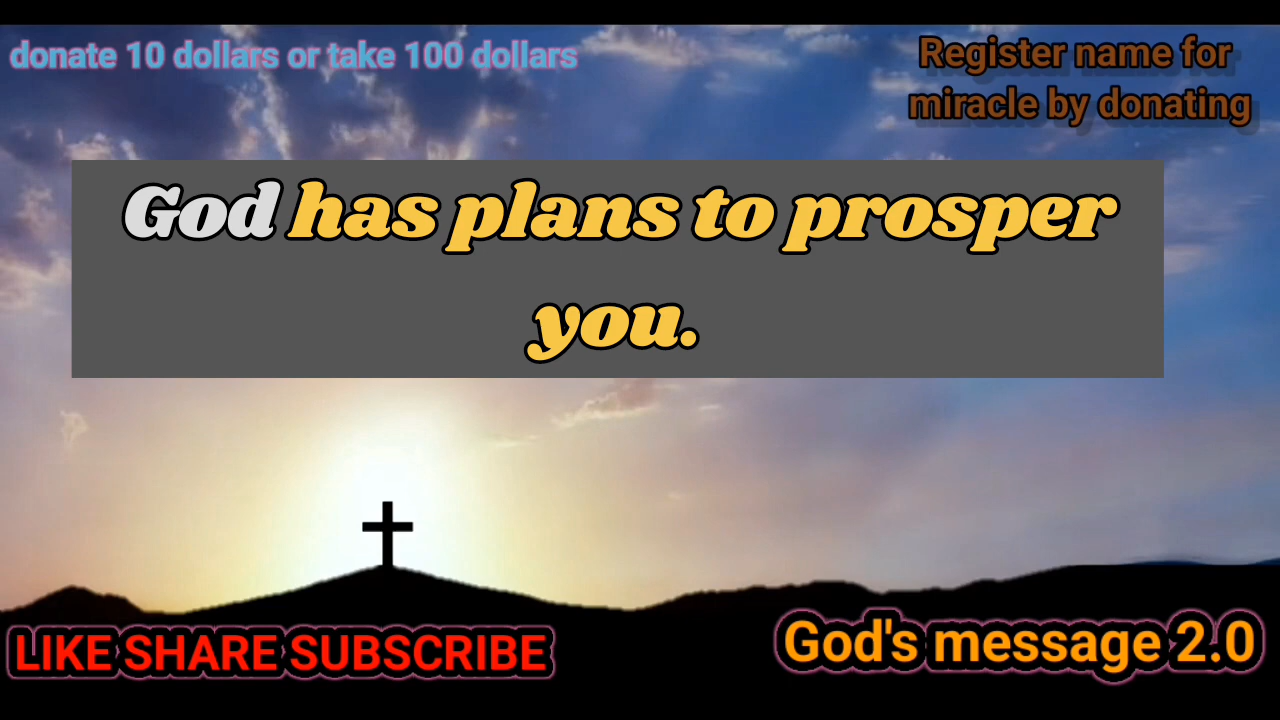 donate 10 dollars or take 100 dollars
Register name for
miracle by donating
God has plans to prosper
you.
LIKE SHARE SUBSCRIBE
God's message 2.0